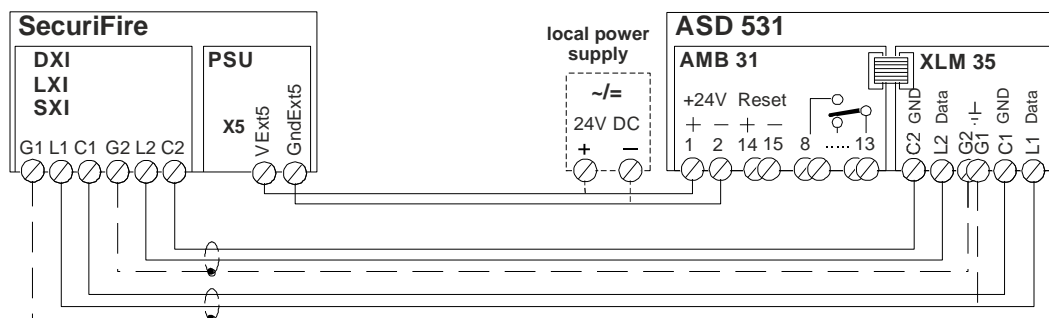 SecuriFire
DXI
LXI
SXI
G1 L1 C1 G2 L2 C2
PSU
X5
VExt5
GndExt5
local power
supply
~/=
24V DC
+ −
ASD 531
AMB 31
+24V Reset
+ − + −
1 2 14 15 8 ..... 13
XLM 35
C2 GND
L2 Data
G2
G1
C1 GND
L1 Data